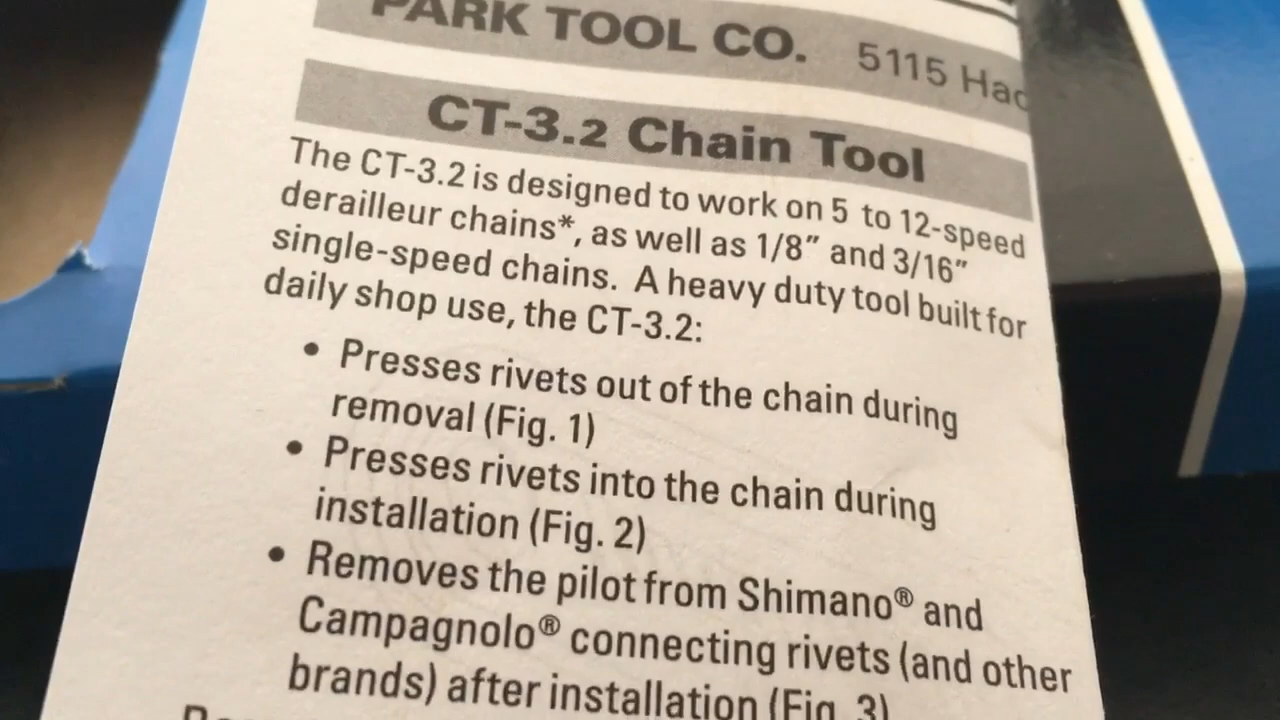 PARK TOOL CO. 5115
CT-3.2 Chain Tool
The CT-3.2 is designed to work on 5 to 12-speed
derailleur chains*, as well as 1/8” and 3/16”
single-speed chains. A heavy duty tool built for
daily shop use, the CT-3.2:
• Presses rivets out of the chain during
removal (Fig. 1)
• Presses rivets into the chain during
installation (Fig. 2)
• Removes the pilot from Shimano® and
Campagnolo® connecting rivets (and other
brands) after installation (Fig. 3)